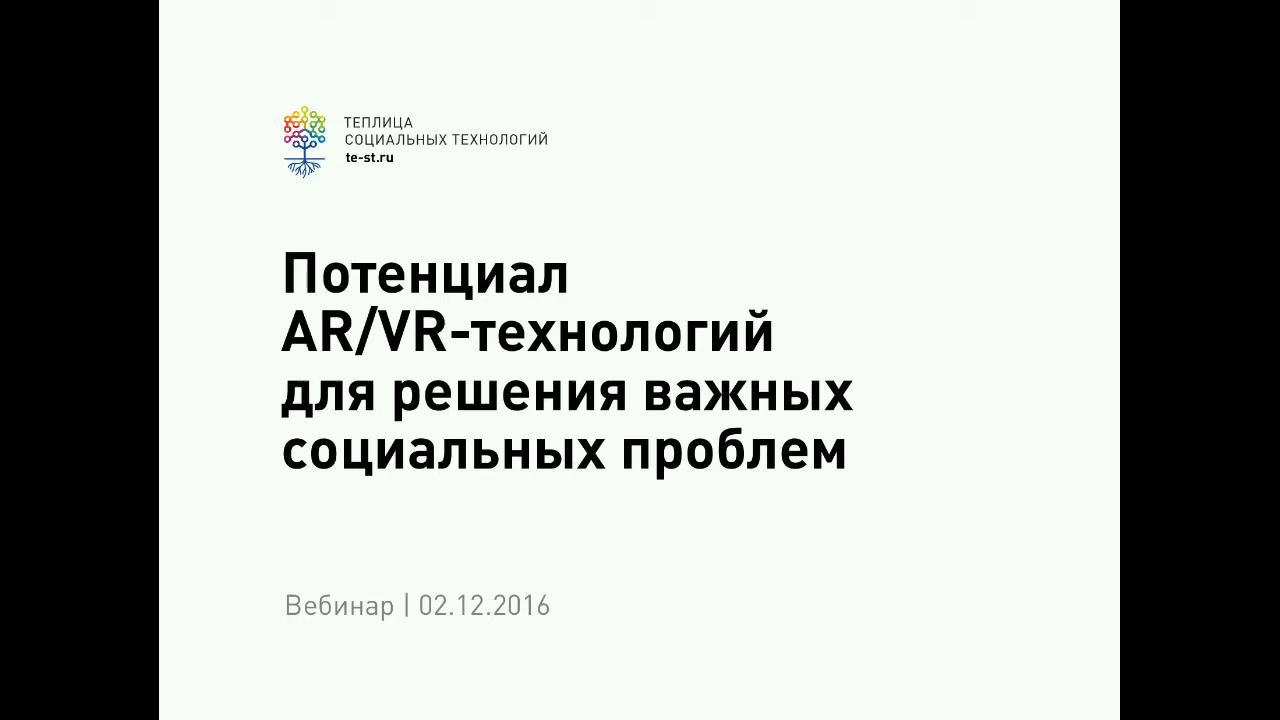 ТЕПЛИЦА
СОЦИАЛЬНЫХ ТЕХНОЛОГИЙ
te-st.ru
Потенциал
AR/VR-технологий
для решения важных
социальных проблем
Вебинар | 02.12.2016